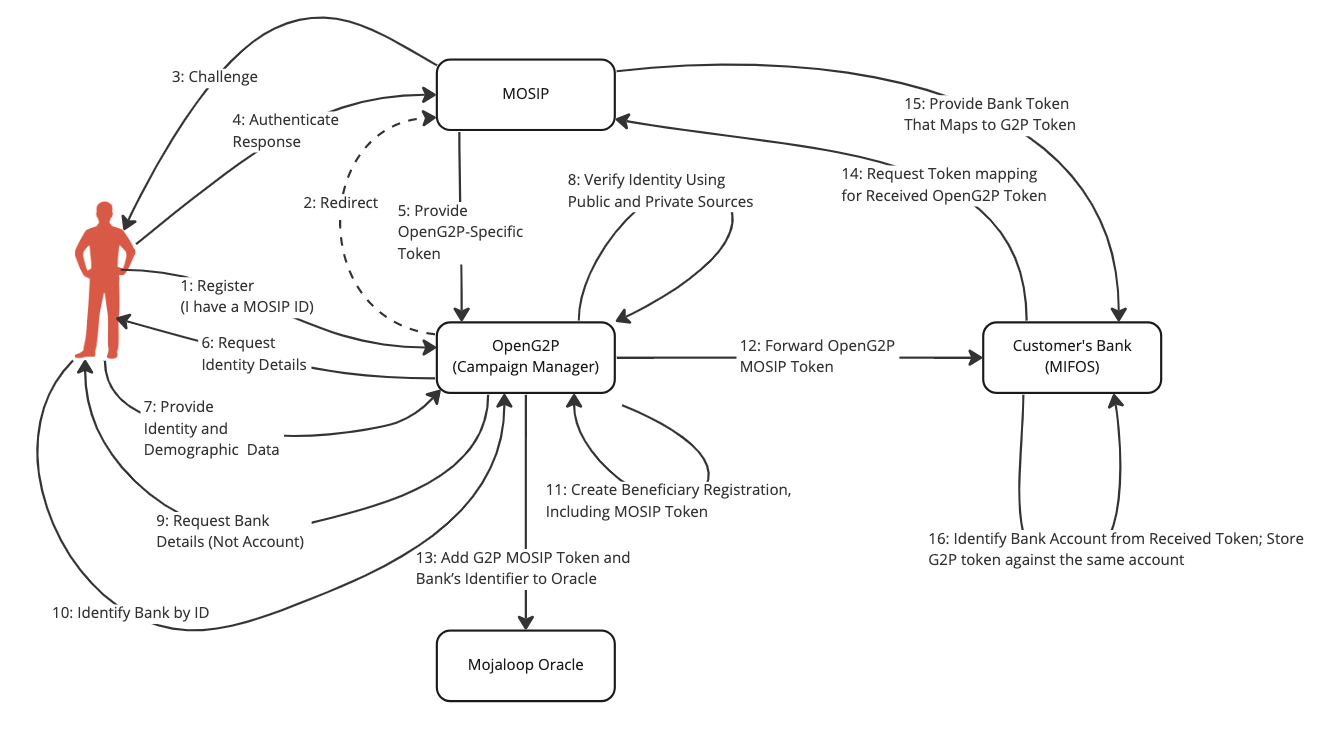 3: Challenge
MOSIP
15: Provide Bank Token
That Maps to G2P Token
4: Authenticate
Response
14: Request Token mapping
for Received OpenG2P Token
8: Verify Identity Using
Public and Private Sources
2: Redirect
5: Provide
OpenG2P-Specific
Token
1: Register
(I have a MOSIP ID)
6: Request
Identity Details
OpenG2P
(Campaign Manager)
12: Forward OpenG2P
MOSIP Token
Customer's Bank
(MIFOS)
7: Provide
Identity and
Demographic  Data
11: Create Beneficiary Registration,
Including MOSIP Token
9: Request Bank
Details (Not Account)
16: Identify Bank Account from Received Token; Store
G2P token against the same account
13: Add G2P MOSIP Token and
Bank’s Identifier to Oracle
10: Identify Bank by ID
Mojaloop Oracle